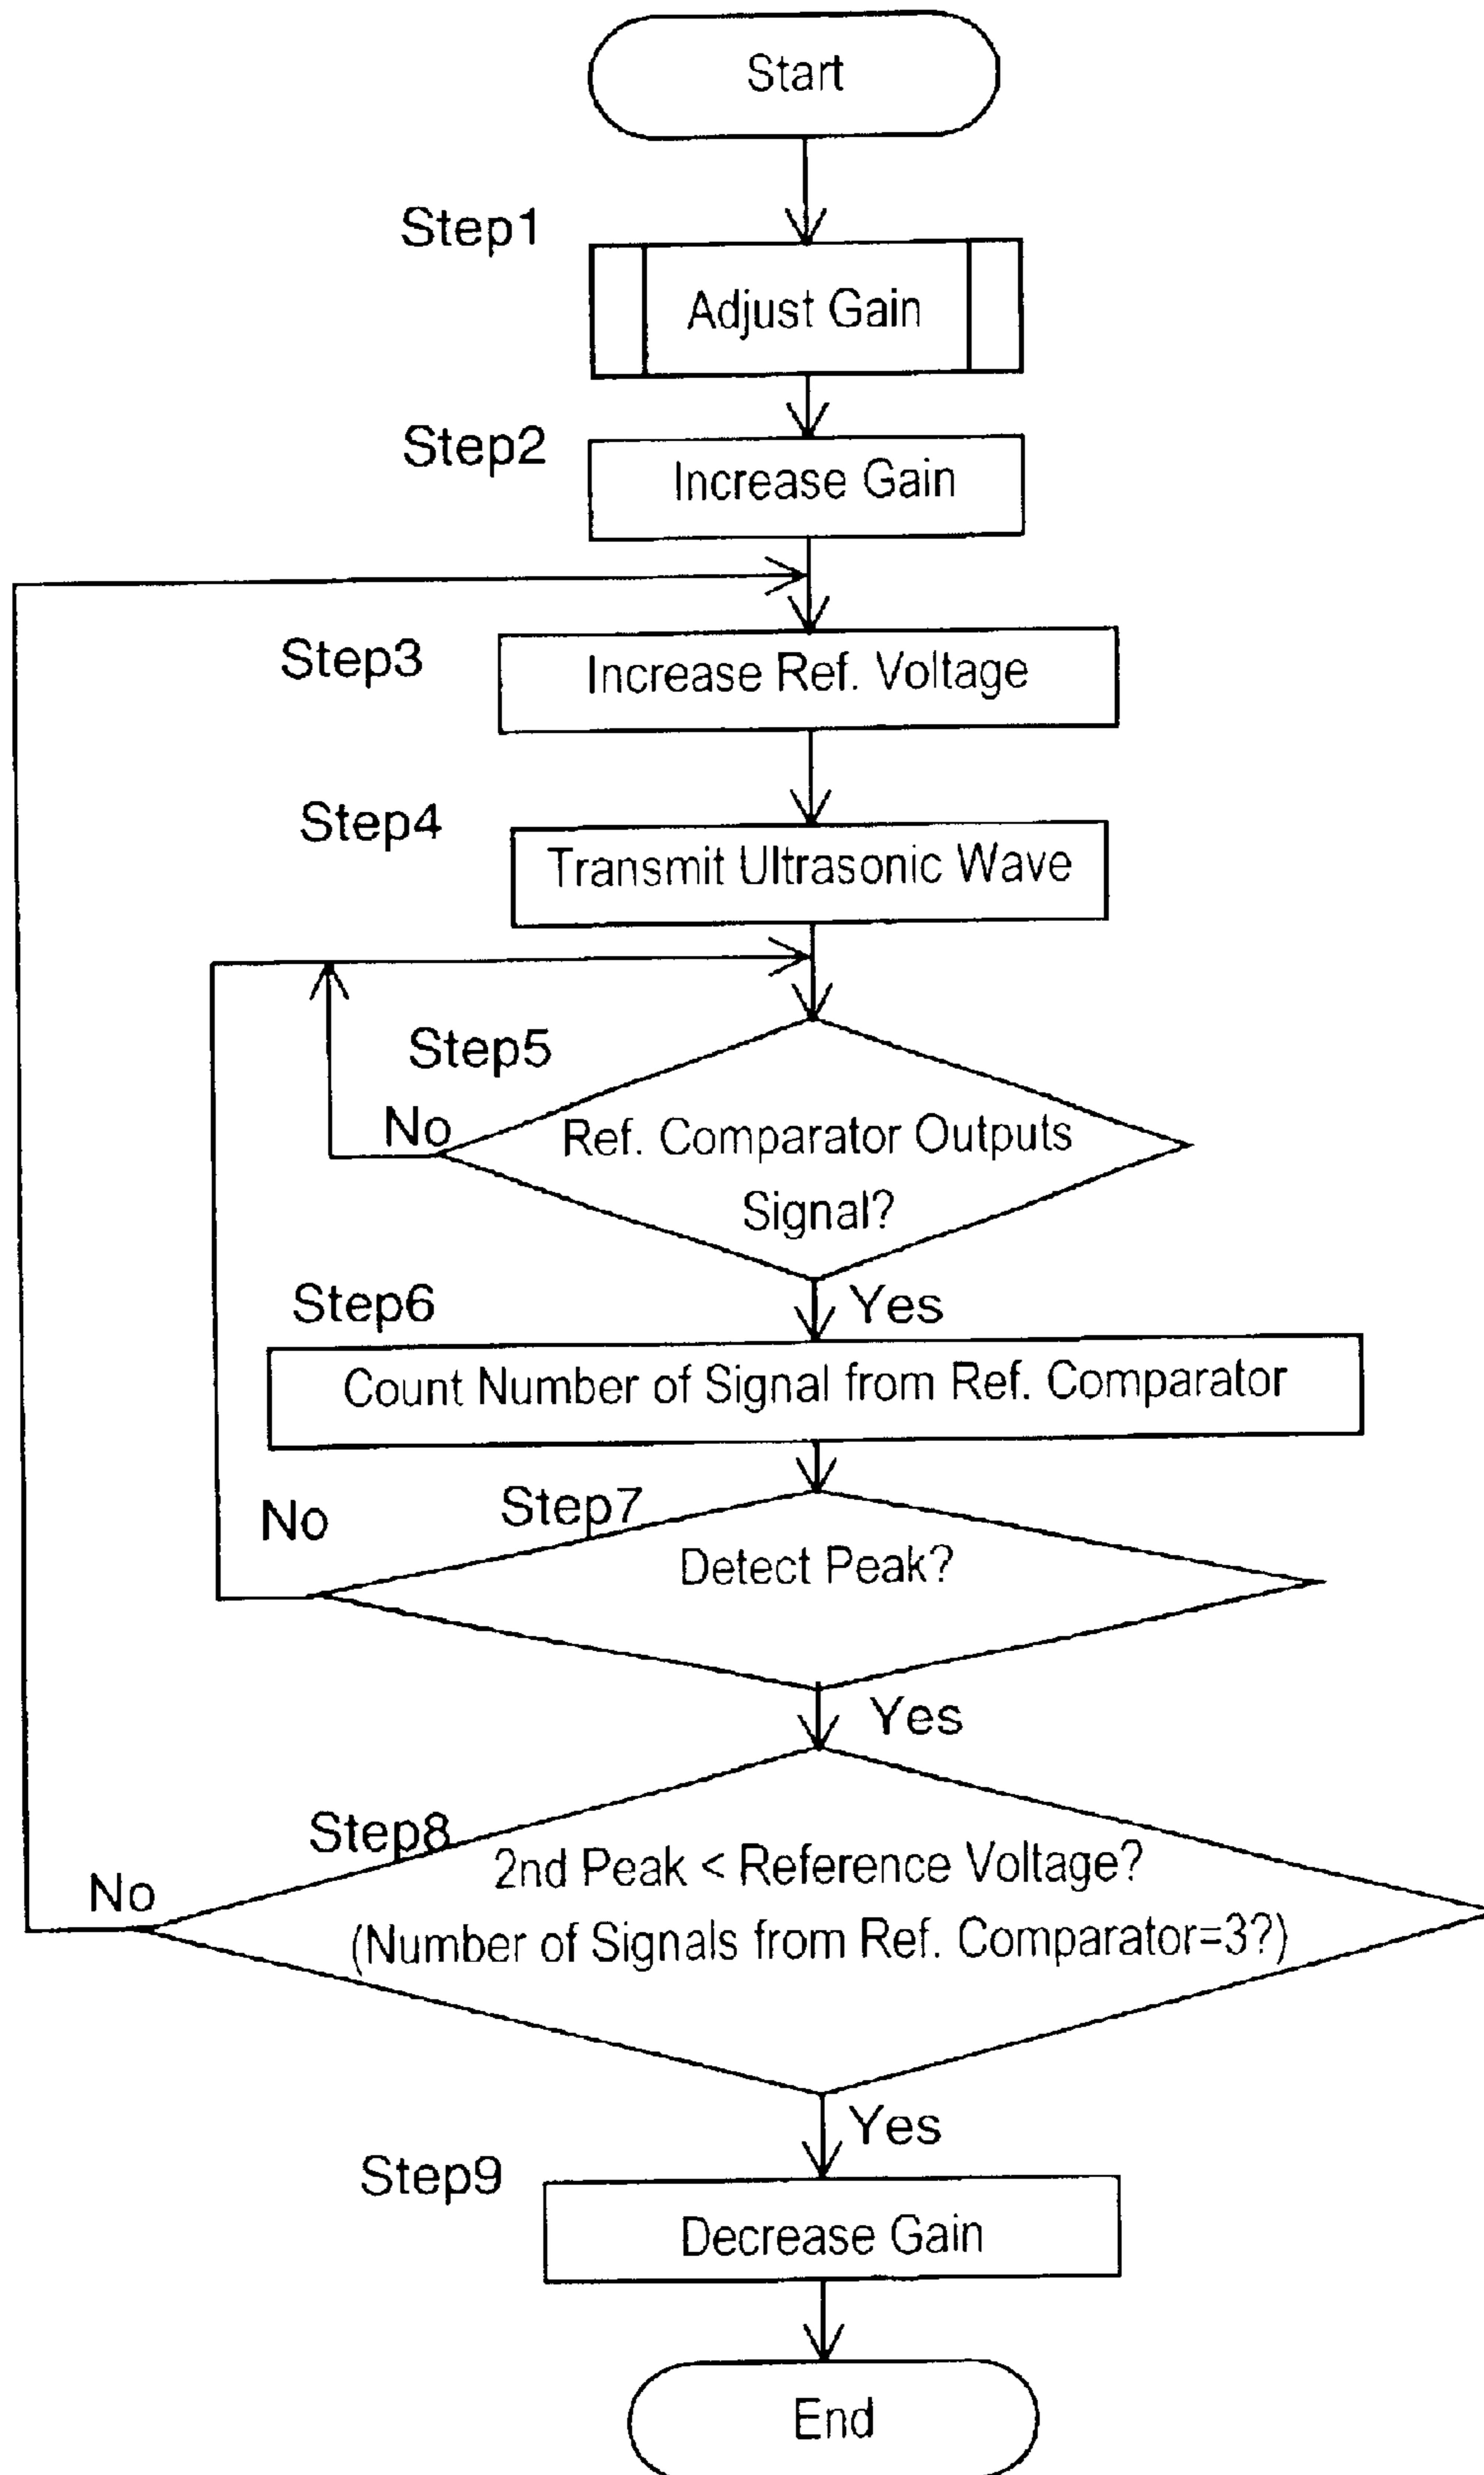 Start
Step1
Adjust Gain
Step2
Increase Gain
Step3
Increase Ref. Voltage
Step4
Transmit Ultrasonic Wave
Step5
No
Ref. Comparator Outputs
Signal?
Yes
Step6
Count Number of Signal from Ref. Comparator
Step7
No
Detect Peak?
Yes
Step8
No
2nd Peak < Reference Voltage?
(Number of Signals from Ref. Comparator=3?)
Yes
Step9
Decrease Gain
End